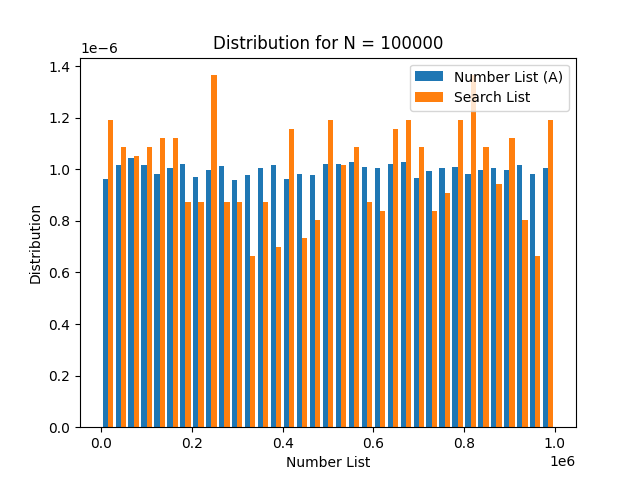 Distribution for N = 100000
1e−6
1.4
1.2
1.0
0.8
0.6
0.4
0.2
0.0
Distribution
Number List (A)
Search List
0.0 0.2 0.4 0.6 0.8 1.0
1e6
Number List